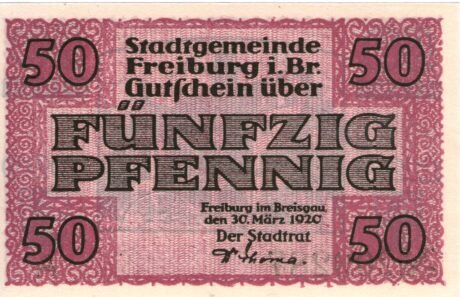 50 50
Stadtgemeinde
Freiburg i. Br.
Gutſchein über
FÜNFZIG
PFENNIG
Freiburg im Breisgau,
den 30. März 1920
Der Stadtrat
50 50